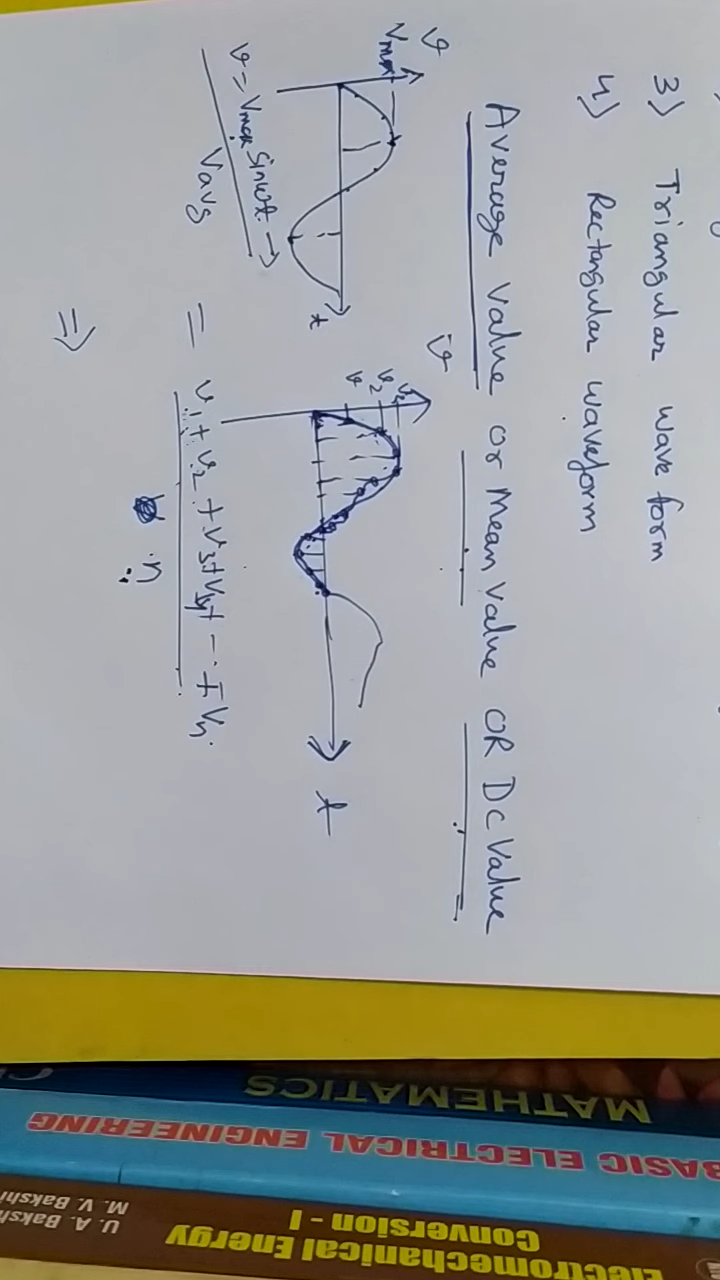 3) Triangular wave form
4) Rectangular waveform
Average value or Mean value OR DC Value
v
Vmax
t
v = Vmax Sinωt →
Vavg
v
v2
v
t
= v1 + v2 + v3 + v4 + - - + vn
n
⇒
MATHEMATICS
BASIC ELECTRICAL ENGINEERING
Electromechanical Energy
Conversion - I
U. A. Bakshi
M. V. Bakshi